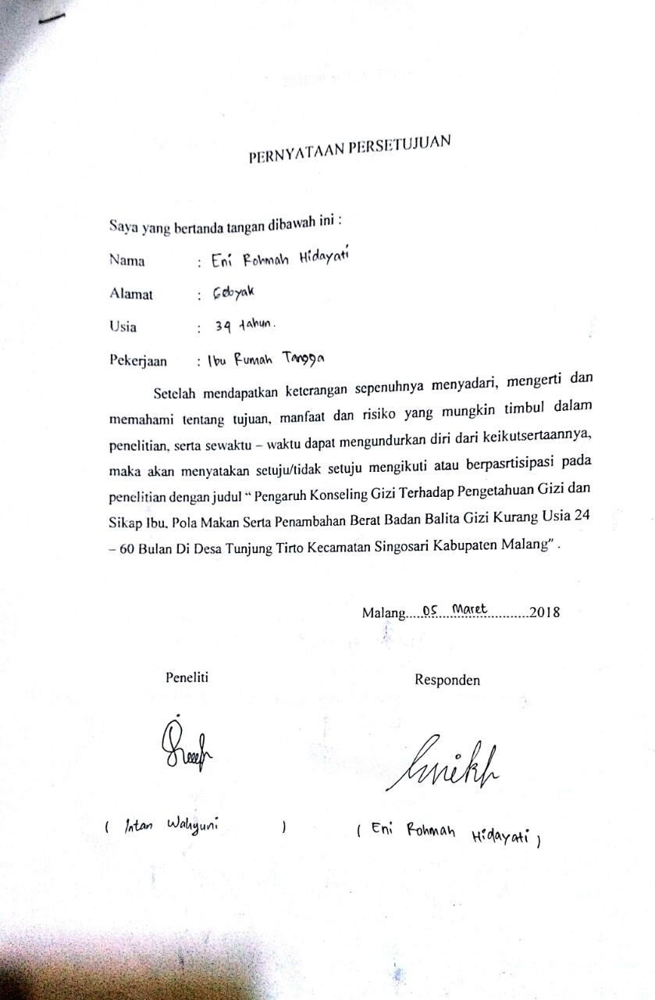 PERNYATAAN PERSETUJUAN
Saya yang bertanda tangan dibawah ini :
Nama : Eni Rohmah Hidayati
Alamat : Geboyak
Usia : 39 tahun.
Pekerjaan : Ibu Rumah Tangga
Setelah mendapatkan keterangan sepenuhnya menyadari, mengerti dan
memahami tentang tujuan, manfaat dan risiko yang mungkin timbul dalam
penelitian, serta sewaktu – waktu dapat mengundurkan diri dari keikutsertaannya,
maka akan menyatakan setuju/tidak setuju mengikuti atau berpasrtisipasi pada
penelitian dengan judul “ Pengaruh Konseling Gizi Terhadap Pengetahuan Gizi dan
Sikap Ibu, Pola Makan Serta Penambahan Berat Badan Balita Gizi Kurang Usia 24
– 60 Bulan Di Desa Tunjung Tirto Kecamatan Singosari Kabupaten Malang” .
Malang..... 05 Maret ............2018
Peneliti Responden
( Intan Wahyuni ) ( Eni Rohmah Hidayati )